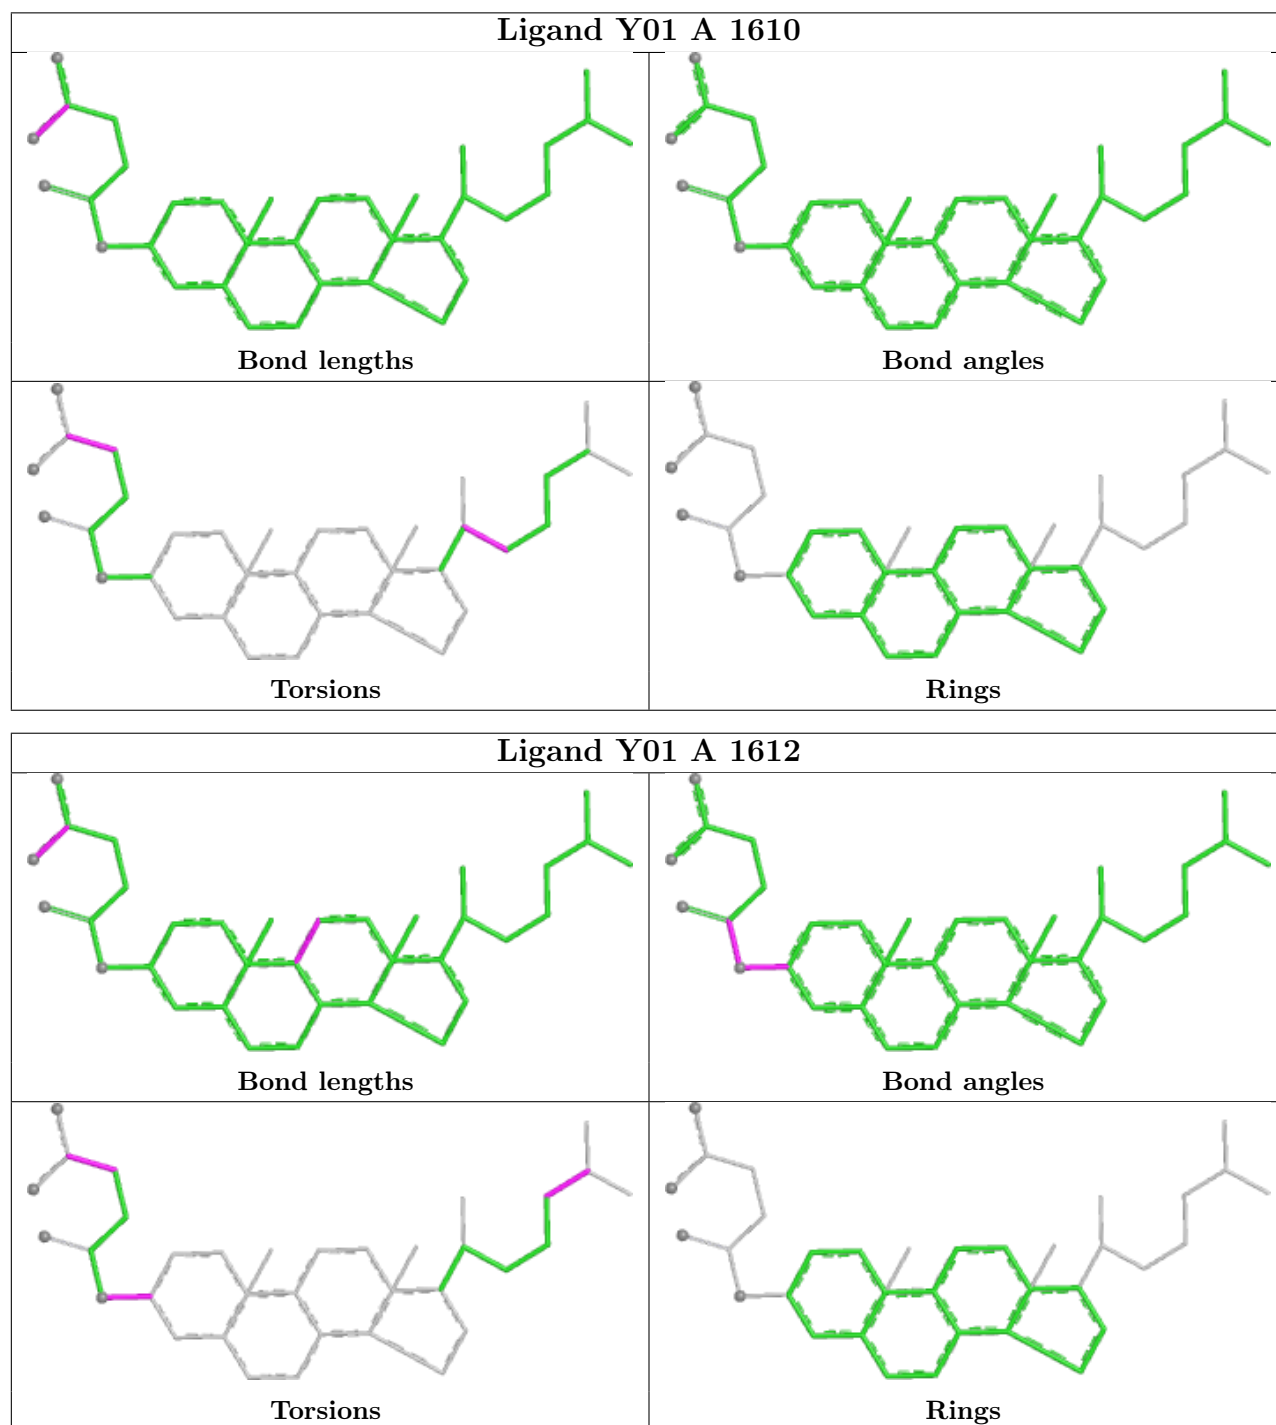 Ligand Y01 A 1610
Bond lengths
Bond angles
Torsions
Rings
Ligand Y01 A 1612
Bond lengths
Bond angles
Torsions
Rings